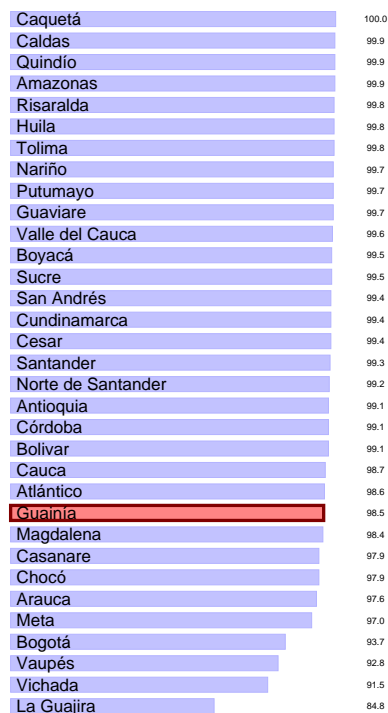 Caquetá 100.0
Caldas 99.9
Quindío 99.9
Amazonas 99.9
Risaralda 99.8
Huila 99.8
Tolima 99.8
Nariño 99.7
Putumayo 99.7
Guaviare 99.7
Valle del Cauca 99.6
Boyacá 99.5
Sucre 99.5
San Andrés 99.4
Cundinamarca 99.4
Cesar 99.4
Santander 99.3
Norte de Santander 99.2
Antioquia 99.1
Córdoba 99.1
Bolivar 99.1
Cauca 98.7
Atlántico 98.6
Guainía 98.5
Magdalena 98.4
Casanare 97.9
Chocó 97.9
Arauca 97.6
Meta 97.0
Bogotá 93.7
Vaupés 92.8
Vichada 91.5
La Guajira 84.8